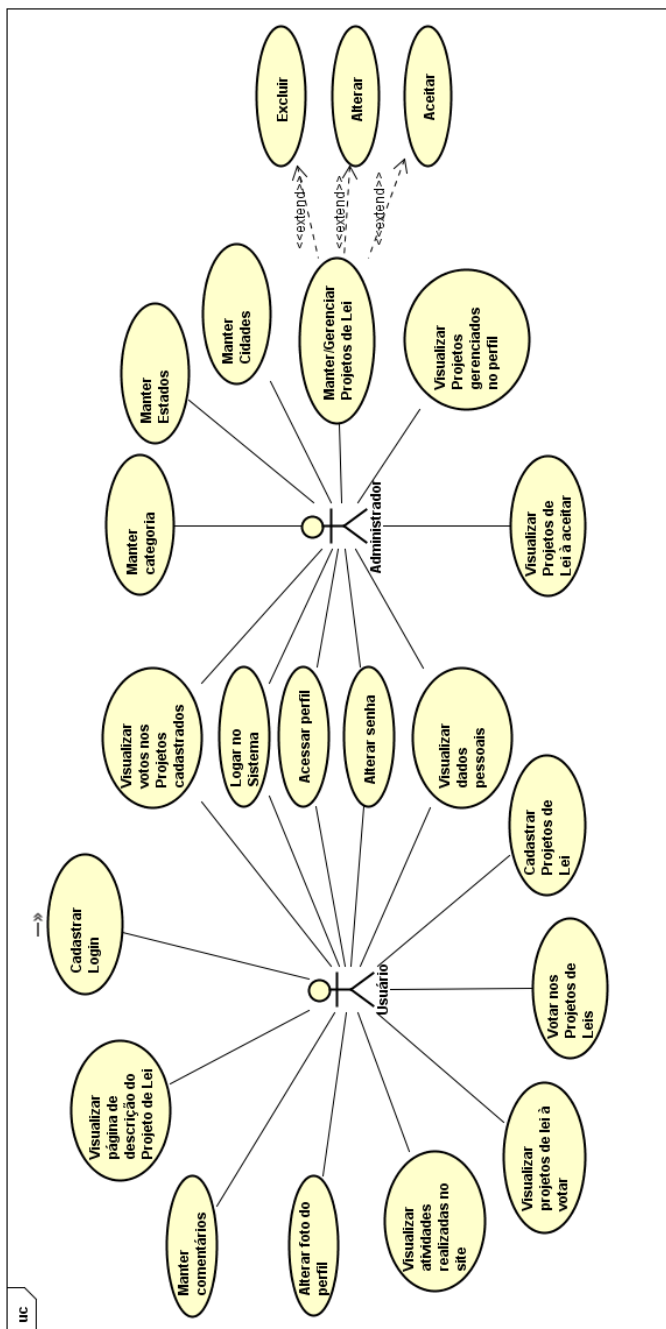 uc
Manter
comentários
Visualizar
página de
descrição do
Projeto de Lei
Cadastrar
Login
Alterar foto do
perfil
Visualizar
atividades
realizadas no
site
Visualizar
projetos de lei à
votar
Votar nos
Projetos de
Leis
Cadastrar
Projetos de
Lei
Usuário
Visualizar
votos nos
Projetos
cadastrados
Logar no
Sistema
Acessar perfil
Alterar senha
Visualizar
dados
pessoais
Administrador
Manter
categoria
Manter
Estados
Manter
Cidades
Manter/Gerenciar
Projetos de Lei
Visualizar
Projetos
gerenciados
no perfil
Visualizar
Projetos de
Lei à aceitar
<<extend>>
<<extend>>
<<extend>>
Excluir
Alterar
Aceitar